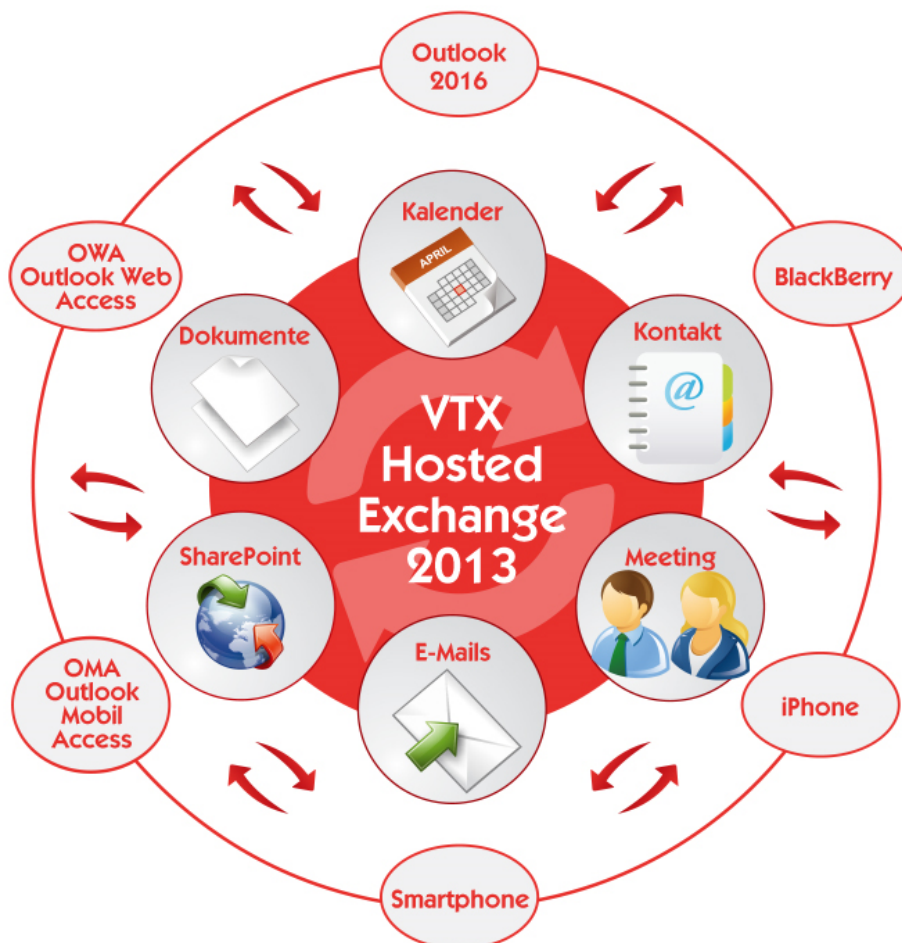 Outlook
2016
OWA
Outlook Web
Access
BlackBerry
Kalender
APRIL
Dokumente
Kontakt
@
VTX
Hosted
Exchange
2013
SharePoint
Meeting
E-Mails
OMA
Outlook
Mobil
Access
iPhone
Smartphone